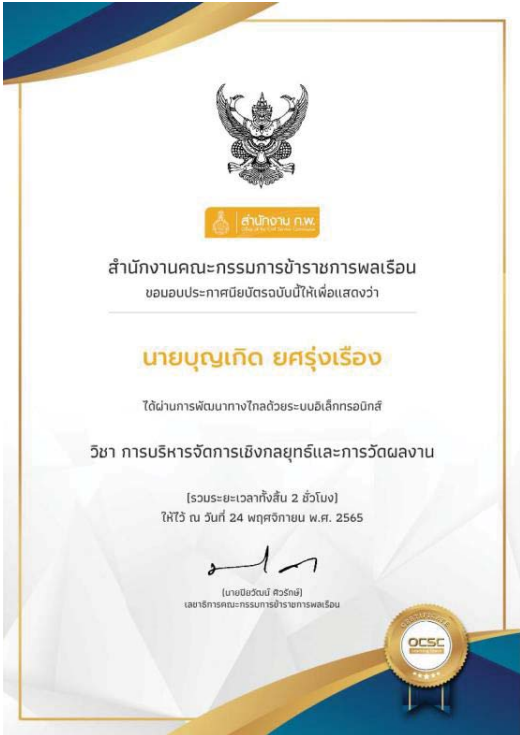 สำนักงาน ก.พ.
Office of the Civil Service Commission
สำนักงานคณะกรรมการข้าราชการพลเรือน
ขอมอบประกาศนียบัตรฉบับนี้ให้เพื่อแสดงว่า
นายบุญเกิด ยศรุ่งเรือง
ได้ผ่านการพัฒนาทางไกลด้วยระบบอิเล็กทรอนิกส์
วิชา การบริหารจัดการเชิงกลยุทธ์และการวัดผลงาน
(รวมระยะเวลาทั้งสิ้น 2 ชั่วโมง)
ให้ไว้ ณ วันที่ 24 พฤศจิกายน พ.ศ. 2565
(นายปิยวัฒน์ ศิวรักษ์)
เลขาธิการคณะกรรมการข้าราชการพลเรือน
CERTIFICATE
OCSC